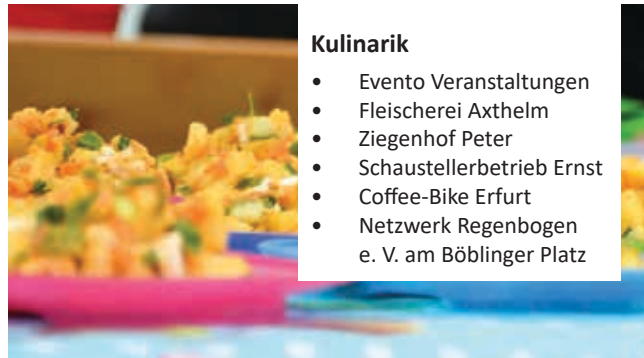 Kulinarik
• Evento Veranstaltungen
• Fleischerei Axthelm
• Ziegenhof Peter
• Schaustellerbetrieb Ernst
• Coffee-Bike Erfurt
• Netzwerk Regenbogen
e. V. am Böblinger Platz